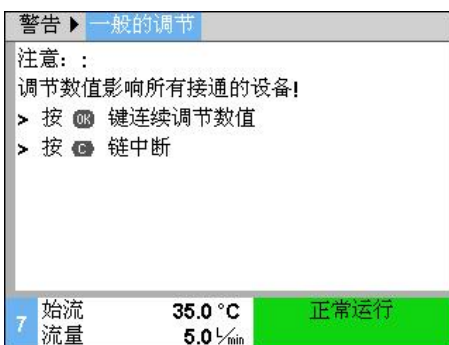 警告 ▶ 一般的调节
注意：:
调节数值影响所有接通的设备!
> 按 OK 键连续调节数值
> 按 C 链中断
7 始流 35.0 °C 正常运行
流量 5.0 L/min